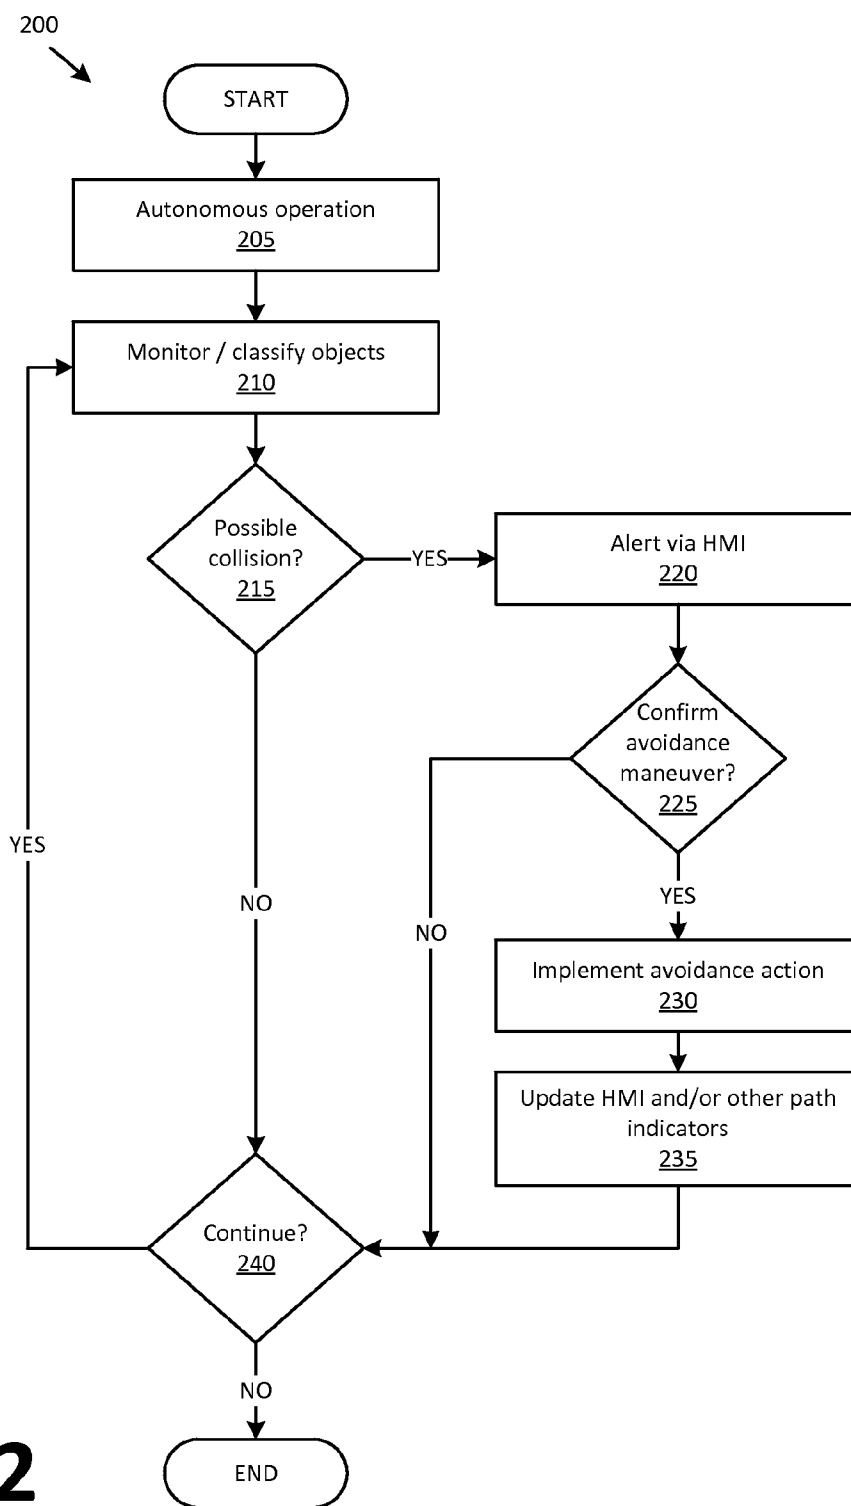 200
START
Autonomous operation
205
Monitor / classify objects
210
Possible
collision?
215
YES
Alert via HMI
220
Confirm
avoidance
maneuver?
225
YES
NO
YES
NO
Implement avoidance action
230
Update HMI and/or other path
indicators
235
Continue?
240
NO
END
2